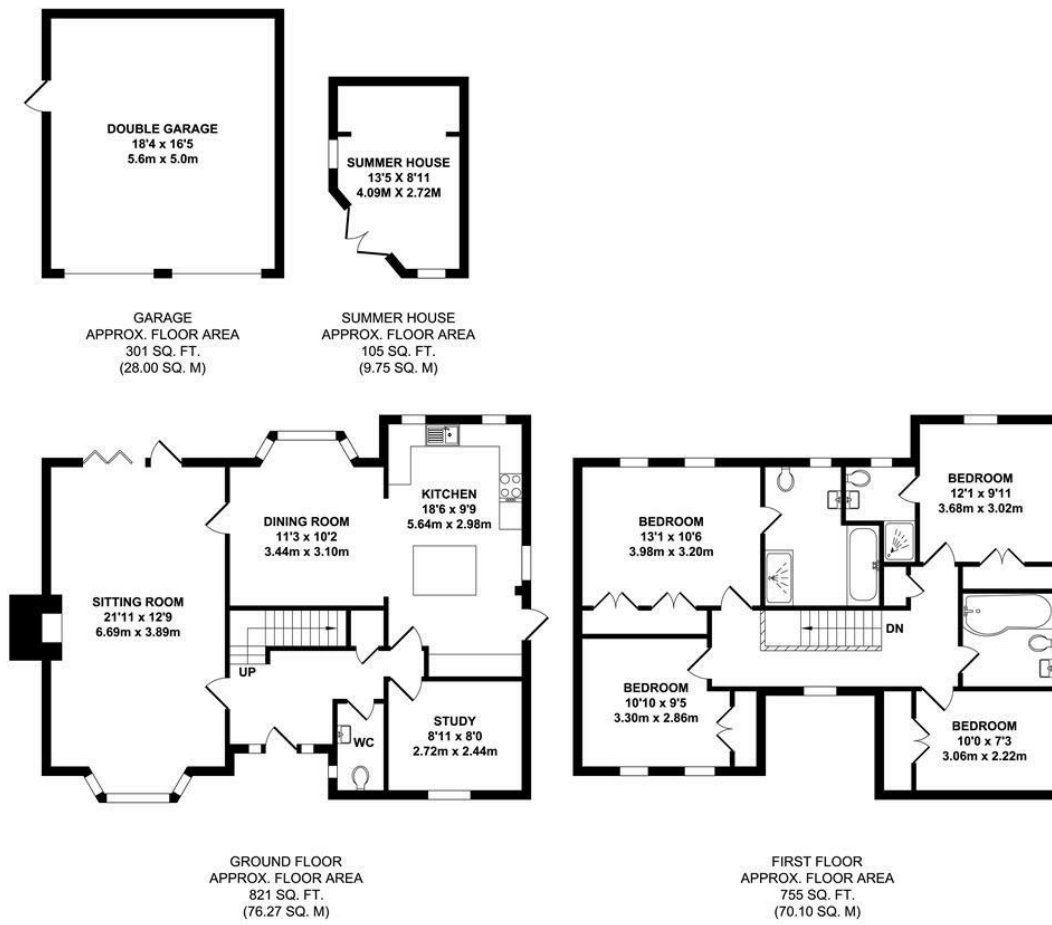 DOUBLE GARAGE
18'4 x 16'5
5.6m x 5.0m
SUMMER HOUSE
13'5 X 8'11
4.09M X 2.72M
GARAGE
APPROX. FLOOR AREA
301 SQ. FT.
(28.00 SQ. M)
SUMMER HOUSE
APPROX. FLOOR AREA
105 SQ. FT.
(9.75 SQ. M)
SITTING ROOM
21'11 x 12'9
6.69m x 3.89m
DINING ROOM
11'3 x 10'2
3.44m x 3.10m
KITCHEN
18'6 x 9'9
5.64m x 2.98m
UP
WC
STUDY
8'11 x 8'0
2.72m x 2.44m
BEDROOM
13'1 x 10'6
3.98m x 3.20m
BEDROOM
12'1 x 9'11
3.68m x 3.02m
DN
BEDROOM
10'10 x 9'5
3.30m x 2.86m
BEDROOM
10'0 x 7'3
3.06m x 2.22m
GROUND FLOOR
APPROX. FLOOR AREA
821 SQ. FT.
(76.27 SQ. M)
FIRST FLOOR
APPROX. FLOOR AREA
755 SQ. FT.
(70.10 SQ. M)